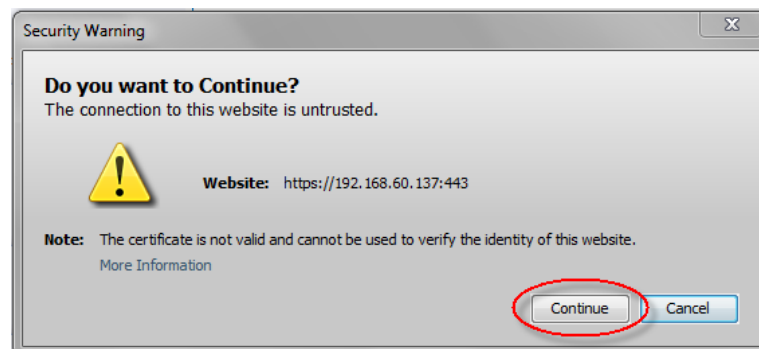 Security Warning
Do you want to Continue?
The connection to this website is untrusted.
Website: https://192.168.60.137:443
Note: The certificate is not valid and cannot be used to verify the identity of this website.
More Information
Continue Cancel